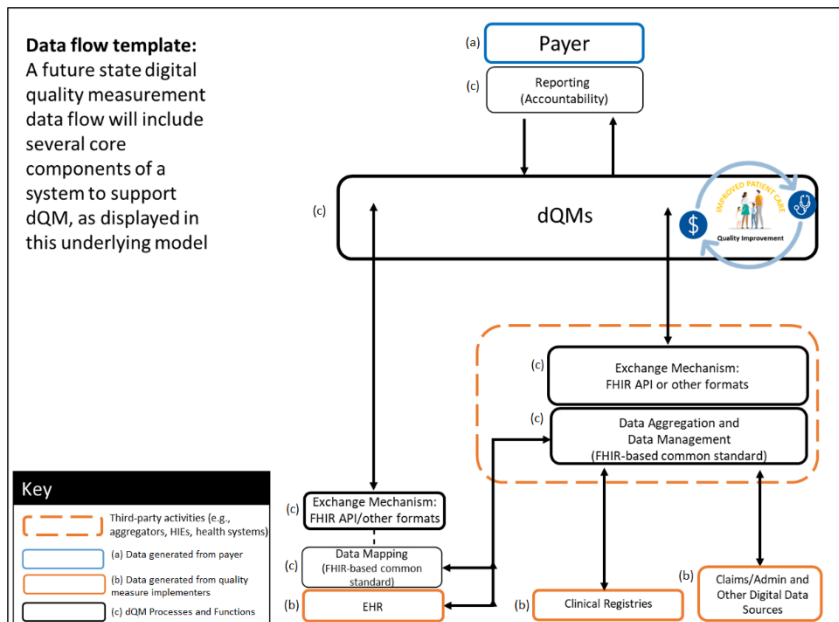 Data flow template:
A future state digital
quality measurement
data flow will include
several core
components of a
system to support
dQM, as displayed in
this underlying model
(a)
Payer
(c)
Reporting
(Accountability)
(c)
dQMs
IMPROVED PATIENT CARE
$
Quality Improvement
(c)
Exchange Mechanism:
FHIR API or other formats
(c)
Data Aggregation and
Data Management
(FHIR-based common standard)
(c)
Exchange Mechanism:
FHIR API/other formats
(c)
Data Mapping
(FHIR-based common
standard)
(b)
EHR
(b)
Clinical Registries
(b)
Claims/Admin and
Other Digital Data
Sources
Key
Third-party activities (e.g.,
aggregators, HIEs, health systems)
(a) Data generated from payer
(b) Data generated from quality
measure implementers
(c) dQM Processes and Functions